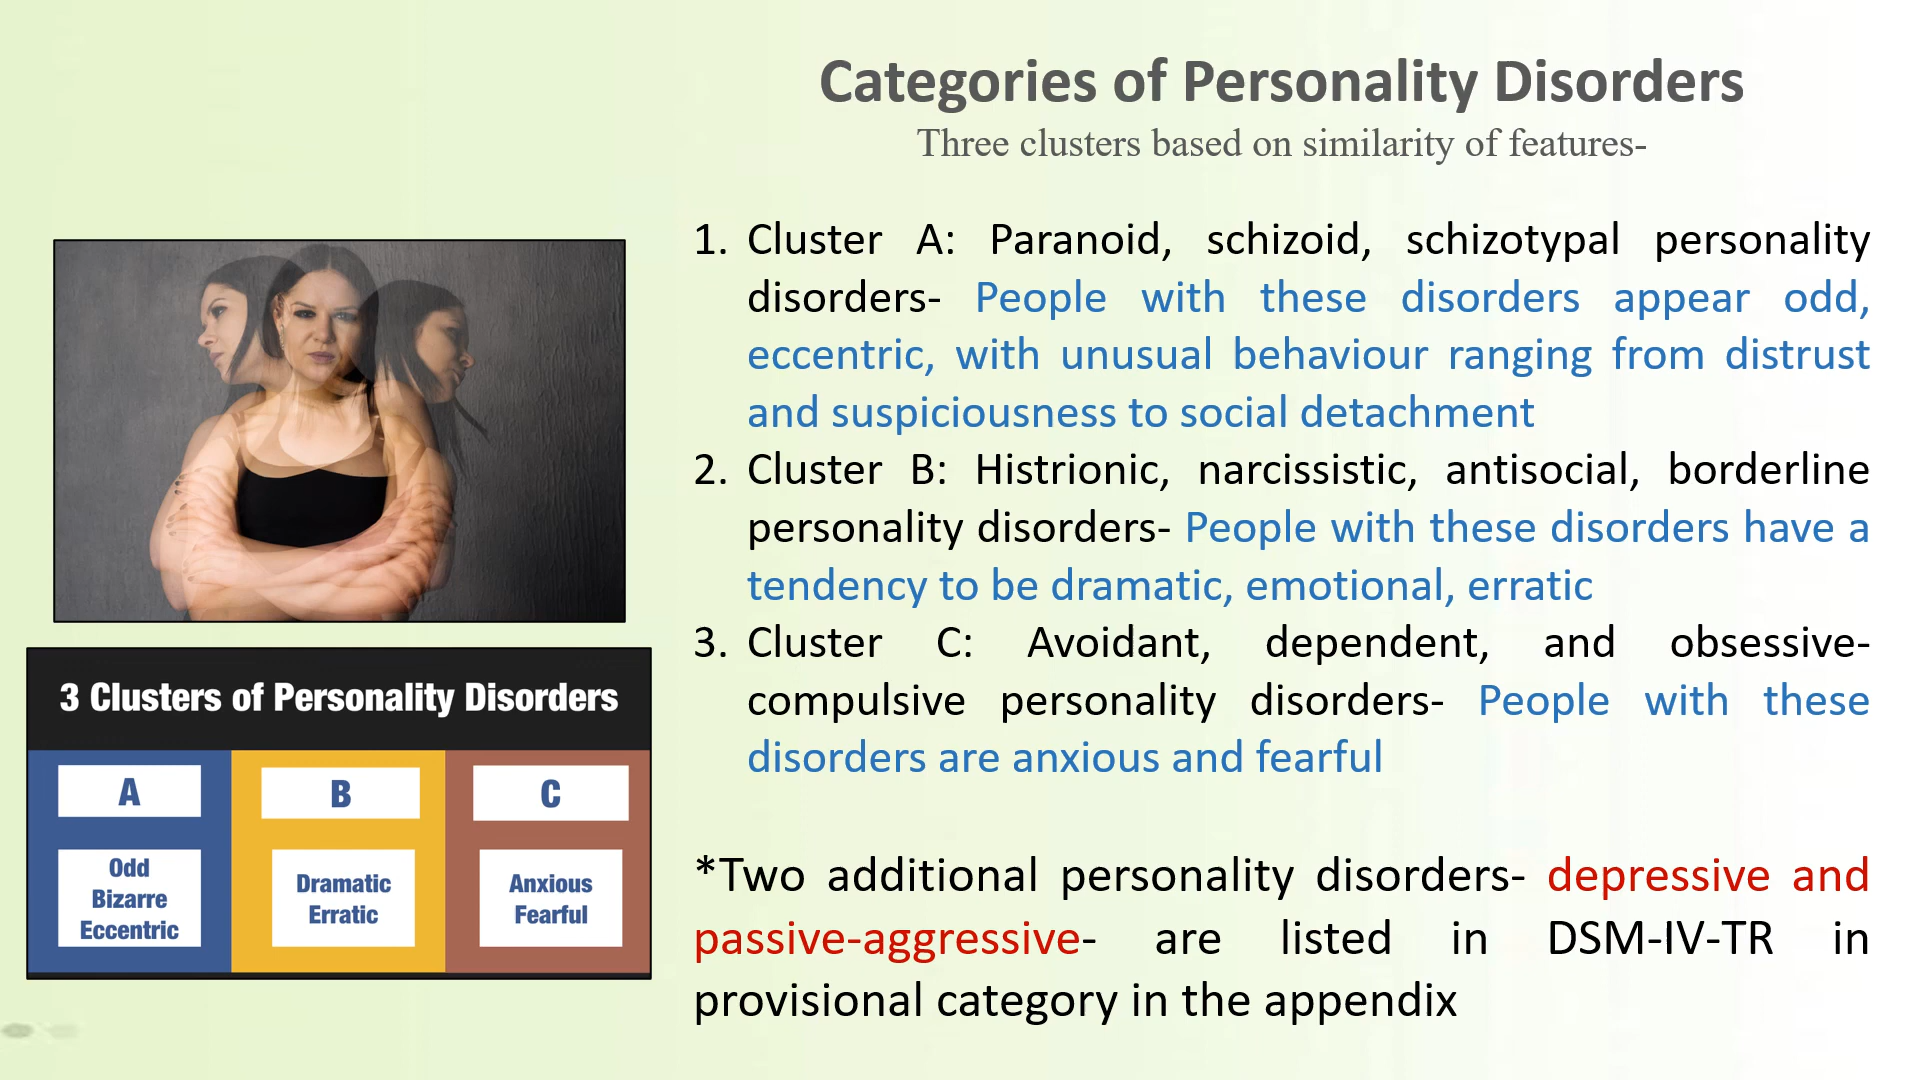 Categories of Personality Disorders
Three clusters based on similarity of features-
1. Cluster A: Paranoid, schizoid, schizotypal personality
disorders- People with these disorders appear odd,
eccentric, with unusual behaviour ranging from distrust
and suspiciousness to social detachment
2. Cluster B: Histrionic, narcissistic, antisocial, borderline
personality disorders- People with these disorders have a
tendency to be dramatic, emotional, erratic
3. Cluster C: Avoidant, dependent, and obsessive-
compulsive personality disorders- People with these
disorders are anxious and fearful
*Two additional personality disorders- depressive and
passive-aggressive- are listed in DSM-IV-TR in
provisional category in the appendix
3 Clusters of Personality Disorders
A
Odd
Bizarre
Eccentric
B
Dramatic
Erratic
C
Anxious
Fearful